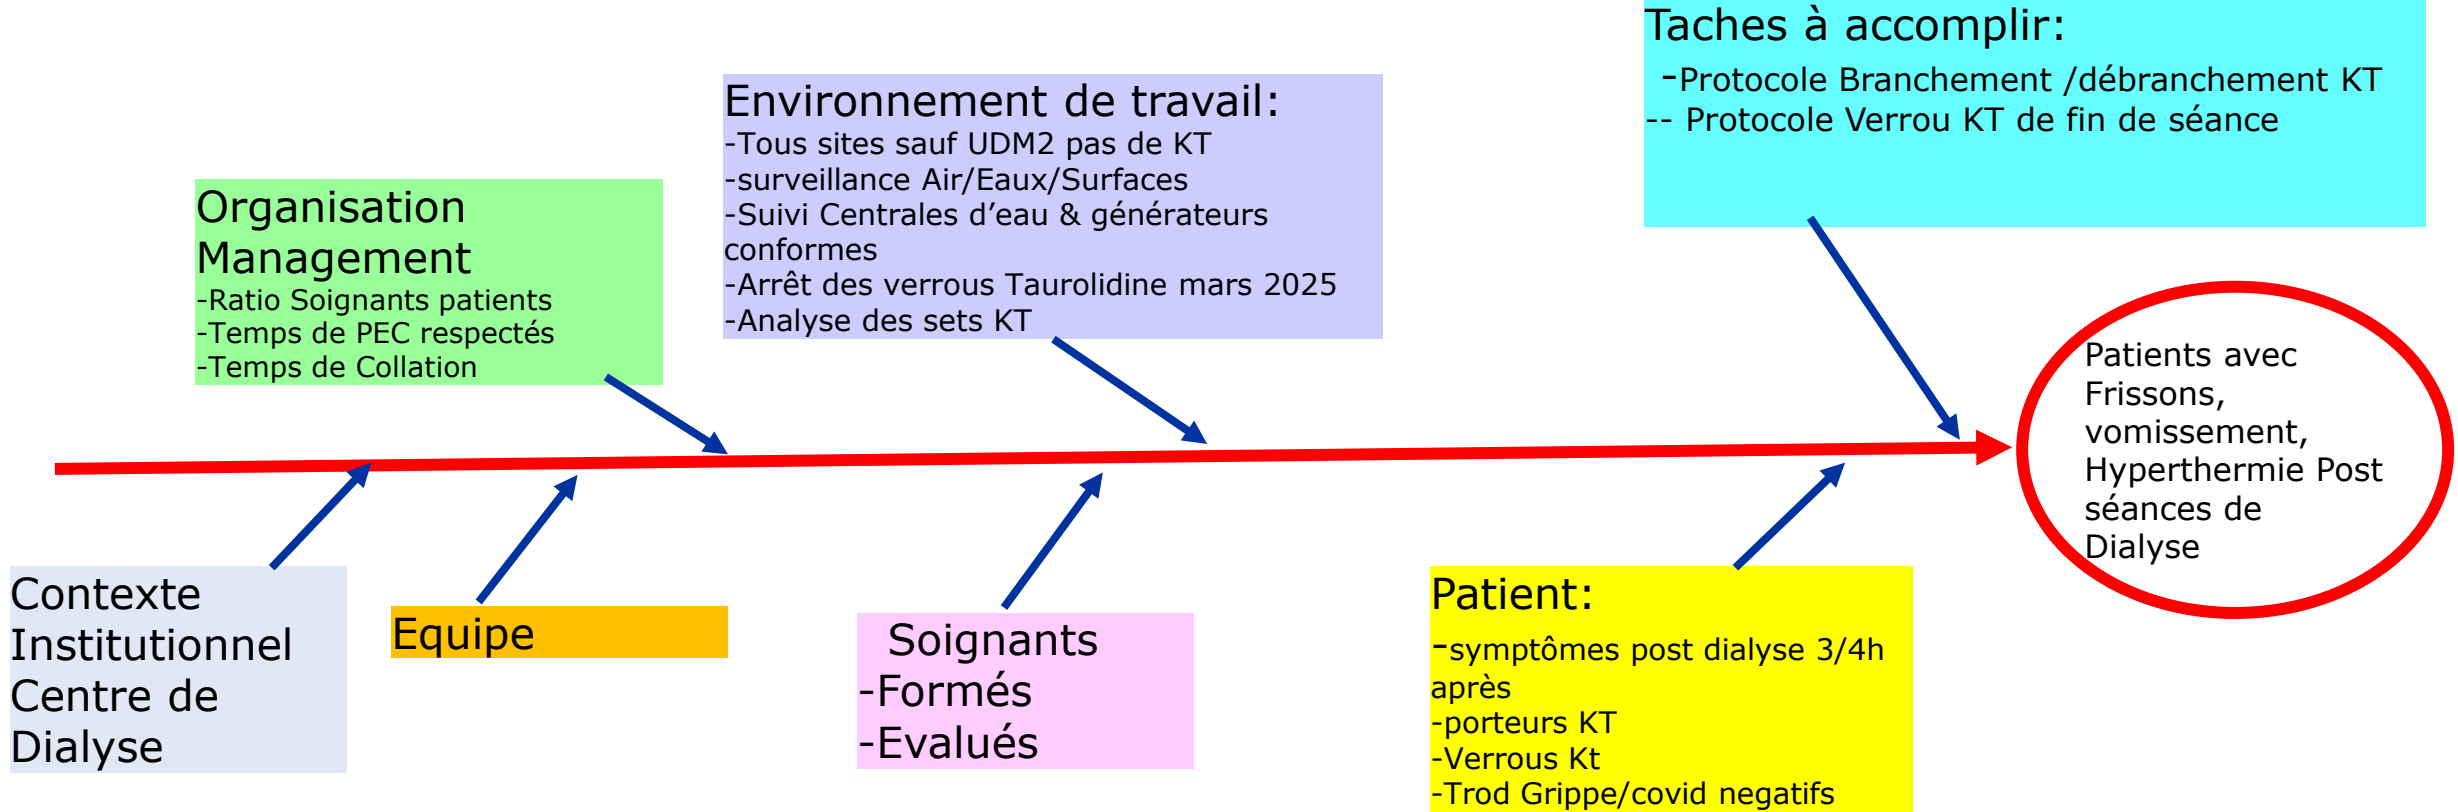 Taches à accomplir:
-Protocole Branchement /débranchement KT
-- Protocole Verrou KT de fin de séance
Environnement de travail:
-Tous sites sauf UDM2 pas de KT
-surveillance Air/Eaux/Surfaces
-Suivi Centrales d’eau & générateurs
conformes
-Arrêt des verrous Taurolidine mars 2025
-Analyse des sets KT
Organisation
Management
-Ratio Soignants patients
-Temps de PEC respectés
-Temps de Collation
Patients avec
Frissons,
vomissement,
Hyperthermie Post
séances de
Dialyse
Contexte
Institutionnel
Centre de
Dialyse
Equipe
Soignants
-Formés
-Evalués
Patient:
-symptômes post dialyse 3/4h
après
-porteurs KT
-Verrous Kt
-Trod Grippe/covid negatifs